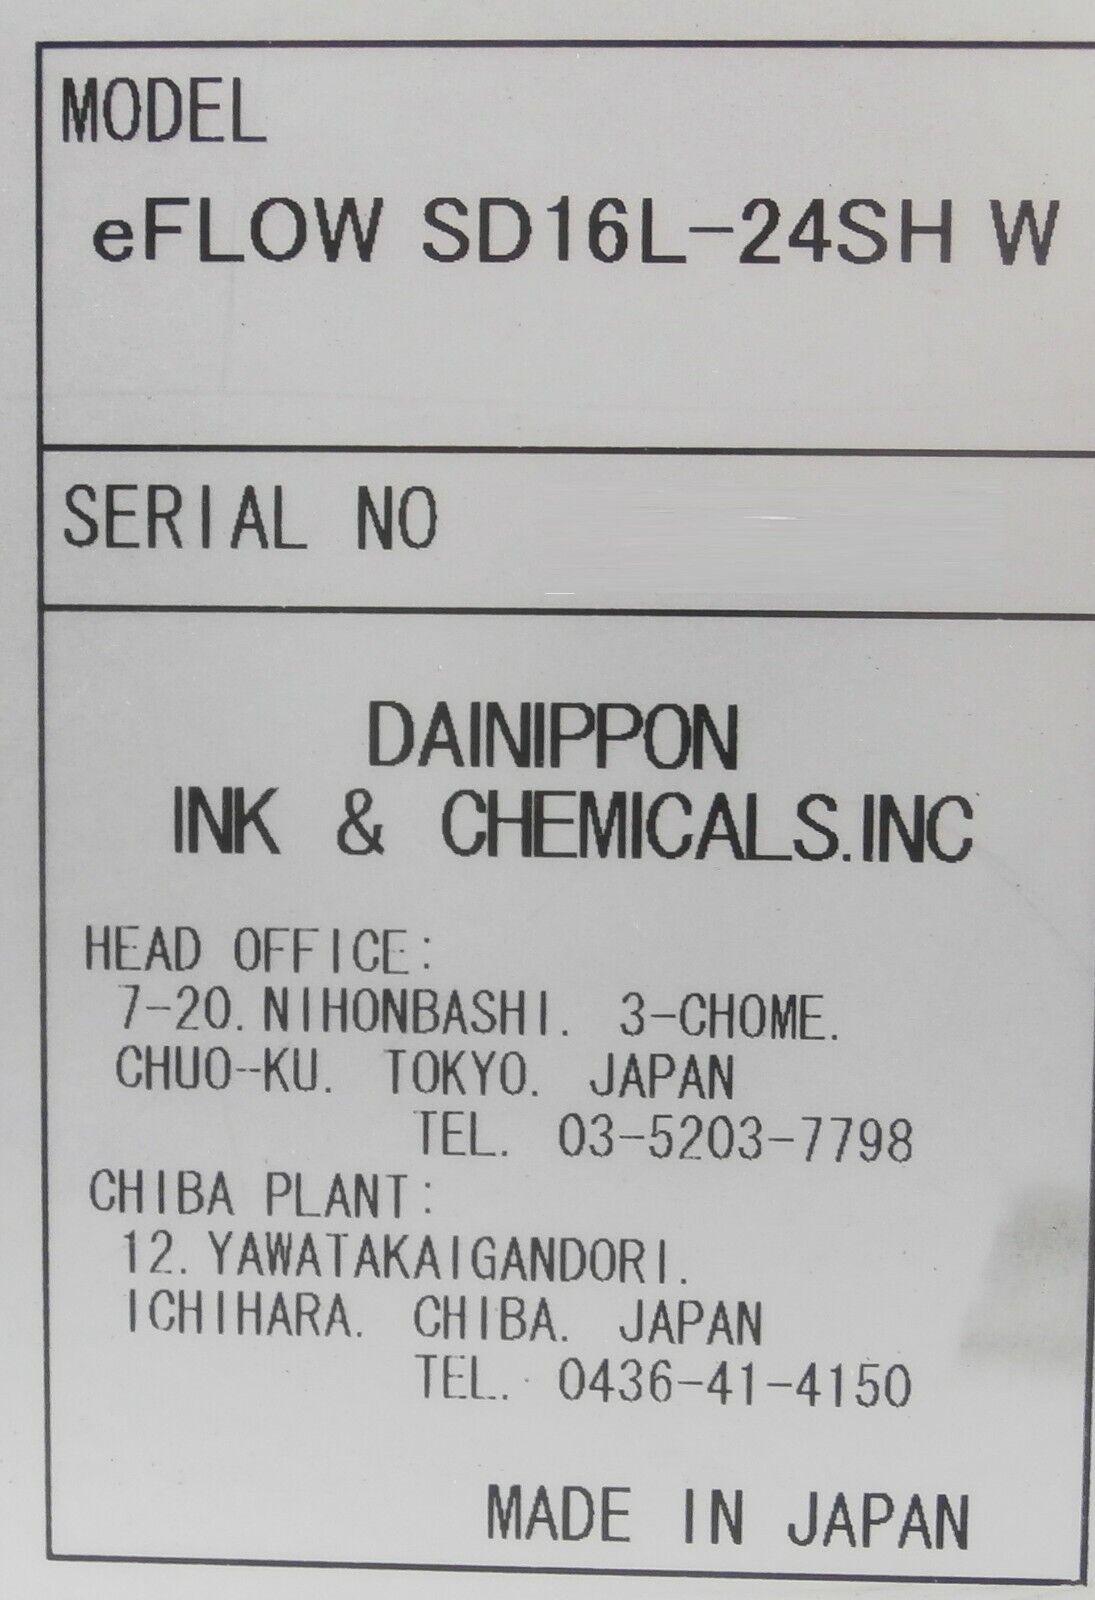 MODEL
eFLOW SD16L-24SH W
SERIAL NO
DAINIPPON
INK & CHEMICALS.INC
HEAD OFFICE:
7-20. NIHONBASHI. 3-CHOME.
CHUO-KU. TOKYO. JAPAN
TEL. 03-5203-7798
CHIBA PLANT:
12. YAWATAKAIGANDORI.
ICHIHARA. CHIBA. JAPAN
TEL. 0436-41-4150
MADE IN JAPAN